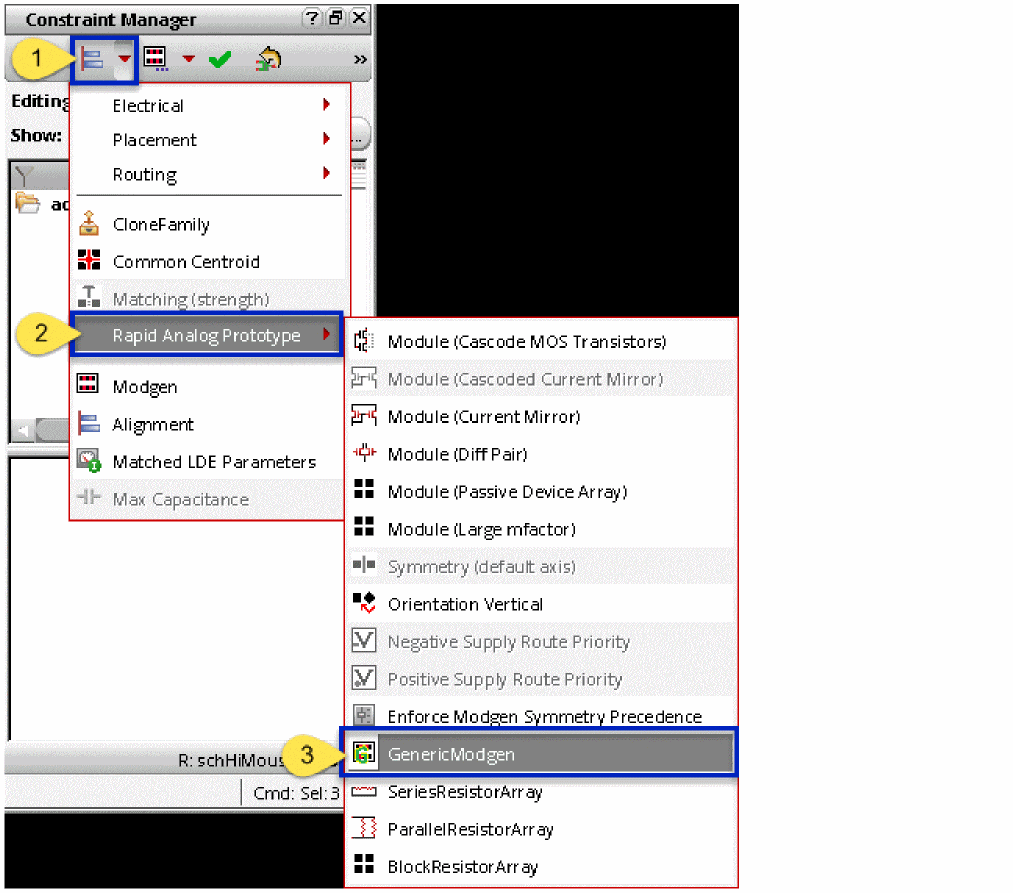 Constraint Manager
1
Editing
Show:
...
Electrical
Placement
Routing
CloneFamily
Common Centroid
Matching (strength)
2
Rapid Analog Prototype
Modgen
Alignment
Matched LDE Parameters
Max Capacitance
Module (Cascode MOS Transistors)
Module (Cascoded Current Mirror)
Module (Current Mirror)
Module (Diff Pair)
Module (Passive Device Array)
Module (Large mfactor)
Symmetry (default axis)
Orientation Vertical
Negative Supply Route Priority
Positive Supply Route Priority
Enforce Modgen Symmetry Precedence
3
GenericModgen
SeriesResistorArray
ParallelResistorArray
BlockResistorArray
R: schHiMous
Cmd: Sel: 3